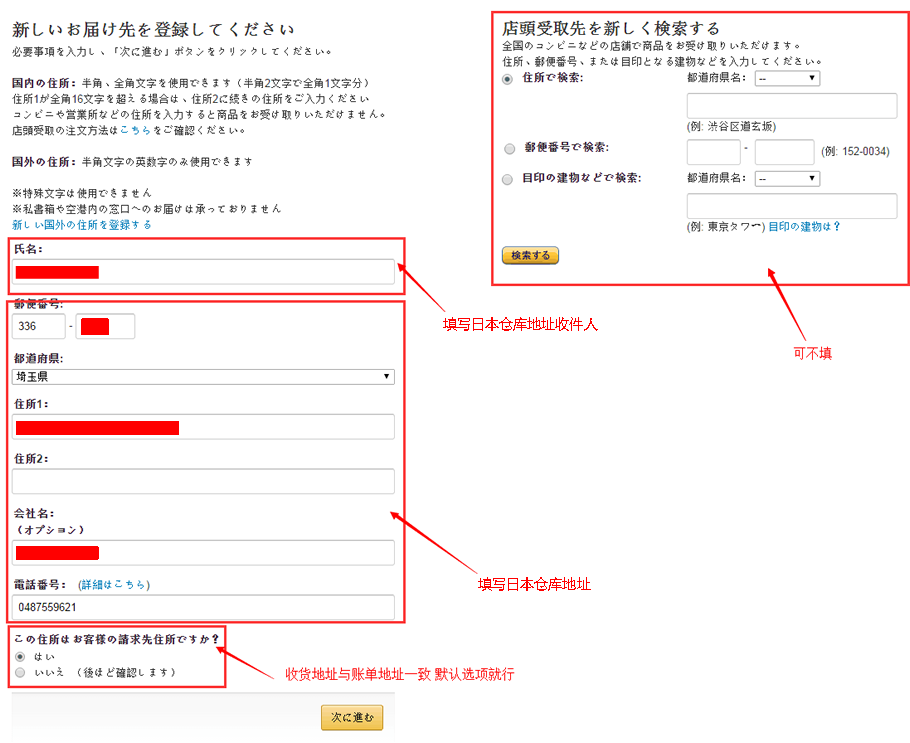 新しいお届け先を登録してください
必要事項を入力し、「次に進む」ボタンをクリックしてください。
国内の住所: 半角、全角文字を使用できます（半角2文字で全角1文字分）
住所1が全角16文字を超える場合は、住所2に続きの住所をご入力ください
コンビニや営業所などの住所を入力すると商品をお受け取りいただけません。
店頭受取の注文方法はこちらをご確認ください。
国外の住所: 半角文字の英数字のみ使用できます
※特殊文字は使用できません
※私書箱や空港内の窓口へのお届けは承っておりません
新しい国外の住所を登録する
氏名:
填写日本仓库地址收件人
郵便番号:
336 -
都道府県:
埼玉県
住所1:
住所2:
会社名:
（オプション）
填写日本仓库地址
電話番号: (詳細はこちら)
0487559621
この住所はお客様の請求先住所ですか？
はい
いいえ （後ほど確認します）
收货地址与账单地址一致 默认选项就行
次に進む
店頭受取先を新しく検索する
全国のコンビニなどの店舗で商品をお受け取りいただけます。
住所、郵便番号、または目印となる建物などを入力してください。
住所で検索: 都道府県名: --
(例: 渋谷区道玄坂)
郵便番号で検索: - (例: 152-0034)
目印の建物などで検索: 都道府県名: --
(例: 東京タワー) 目印の建物は？
検索する
可不填